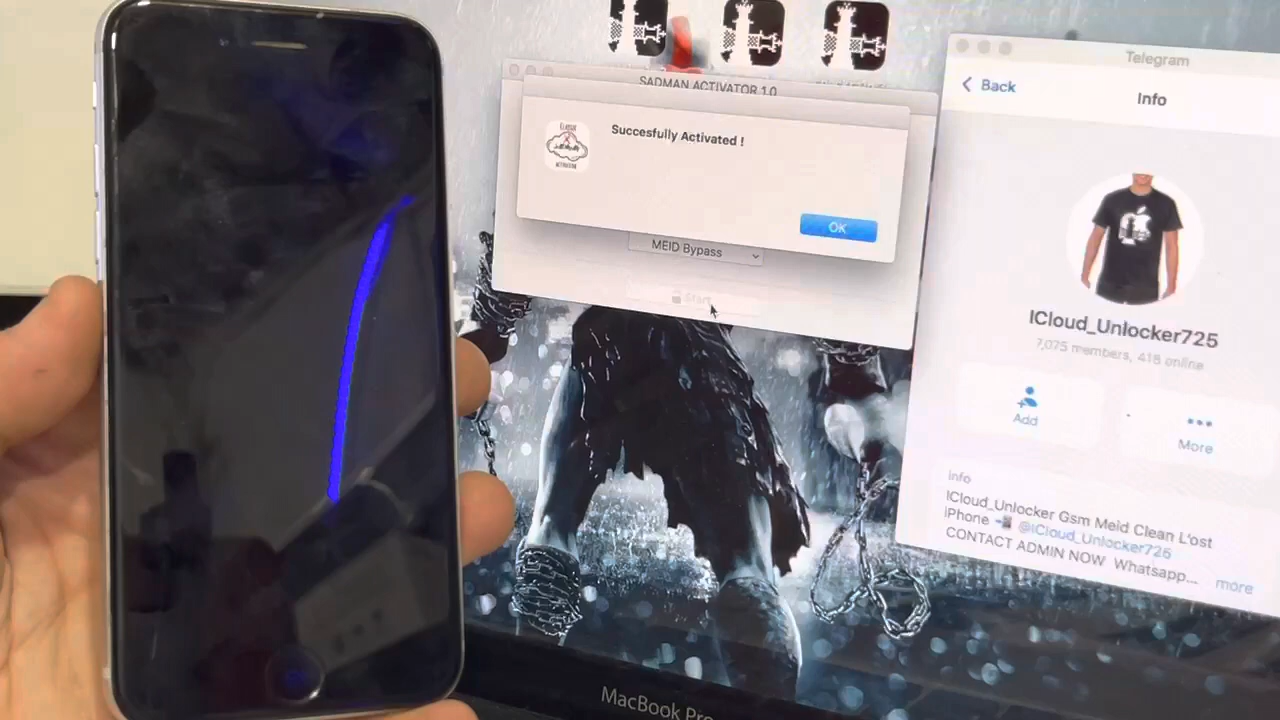 SADMAN ACTIVATOR 1.0
Succesfully Activated !
OK
MEID Bypass
Start
Telegram
Back
Info
ICloud_Unlocker725
7,075 members, 418 online
Add
More
info
ICloud_Unlocker Gsm Meid Clean L'ost
iPhone 📲 @ICloud_Unlocker725
CONTACT ADMIN NOW Whatsapp...
more
MacBook Pro